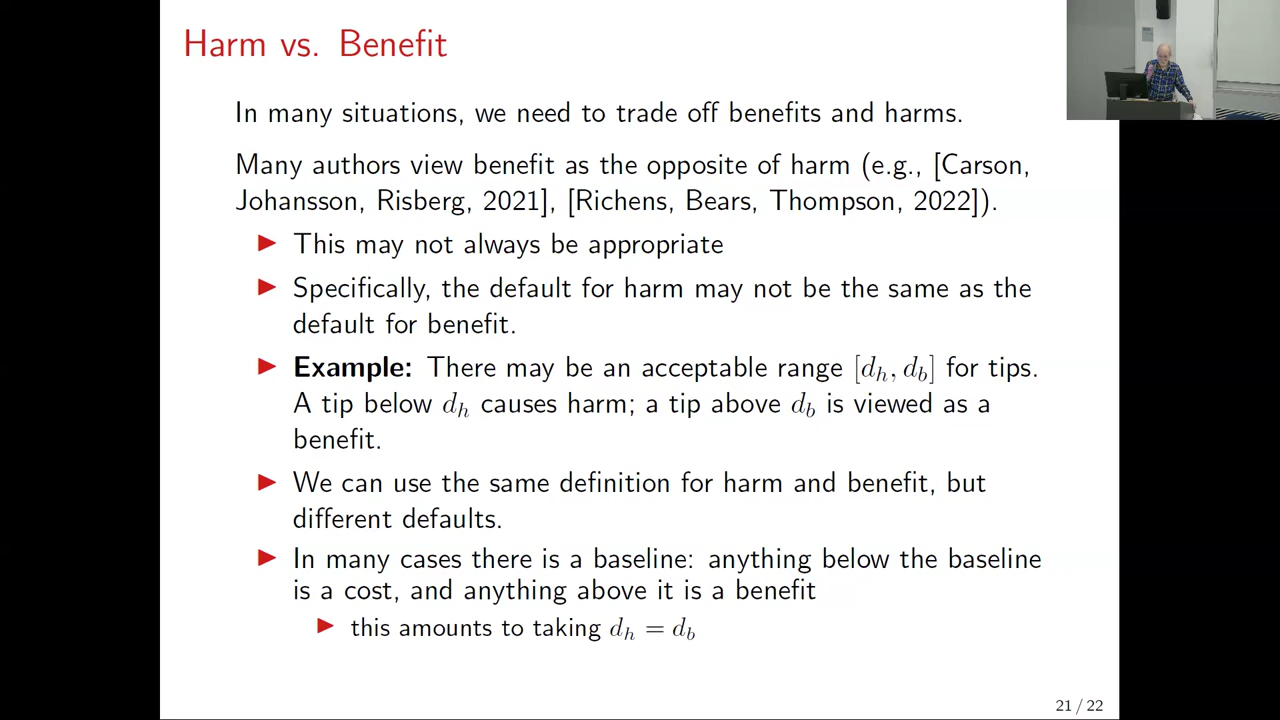 Harm vs. Benefit
In many situations, we need to trade off benefits and harms.
Many authors view benefit as the opposite of harm (e.g., [Carson,
Johansson, Risberg, 2021], [Richens, Bears, Thompson, 2022]).
▶ This may not always be appropriate
▶ Specifically, the default for harm may not be the same as the
default for benefit.
▶ Example: There may be an acceptable range [d_h, d_b] for tips.
A tip below d_h causes harm; a tip above d_b is viewed as a
benefit.
▶ We can use the same definition for harm and benefit, but
different defaults.
▶ In many cases there is a baseline: anything below the baseline
is a cost, and anything above it is a benefit
▶ this amounts to taking d_h = d_b
21 / 22